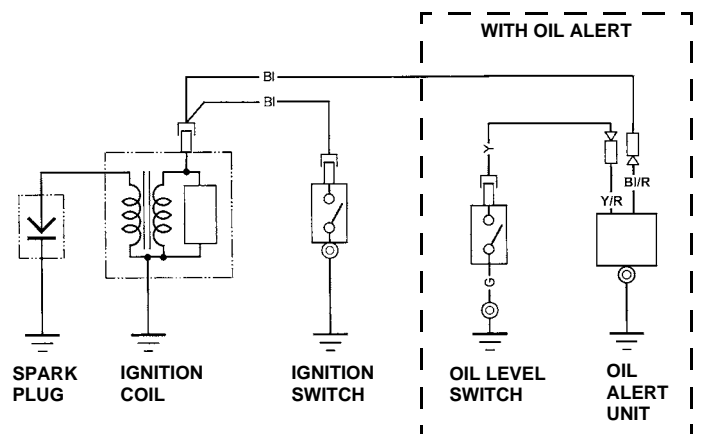 WITH OIL ALERT
Bl
Bl
Y
Bl/R
Y/R
G
SPARK
PLUG
IGNITION
COIL
IGNITION
SWITCH
OIL LEVEL
SWITCH
OIL
ALERT
UNIT